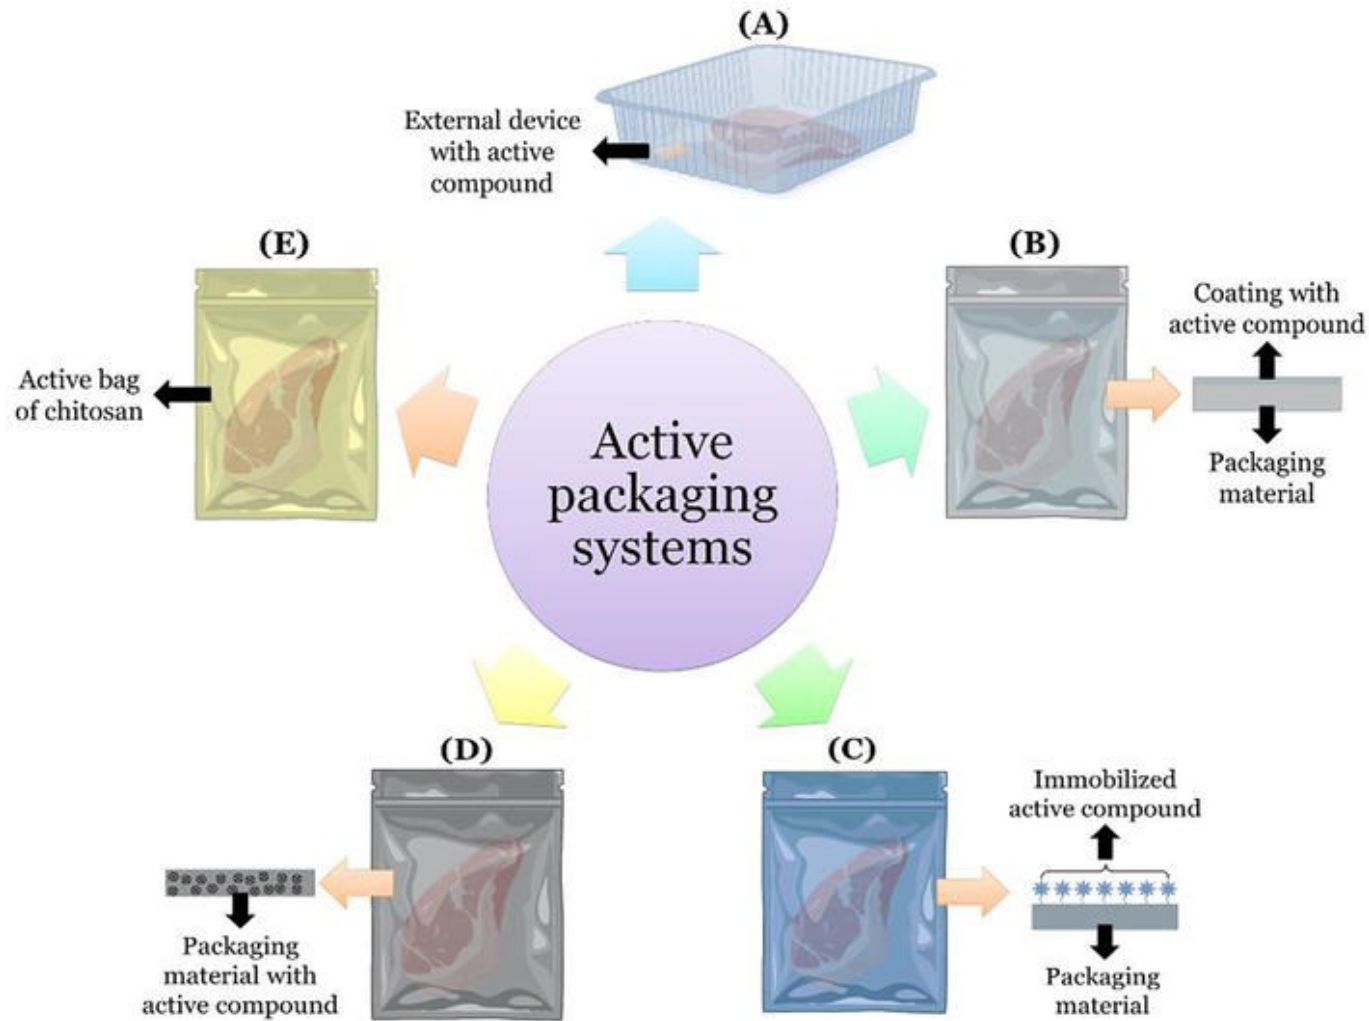 (A)
External device
with active
compound
(E)
(B)
Coating with
active compound
Active bag
of chitosan
Active
packaging
systems
Packaging
material
(D)
(C)
Immobilized
active compound
Packaging
material with
active compound
Packaging
material